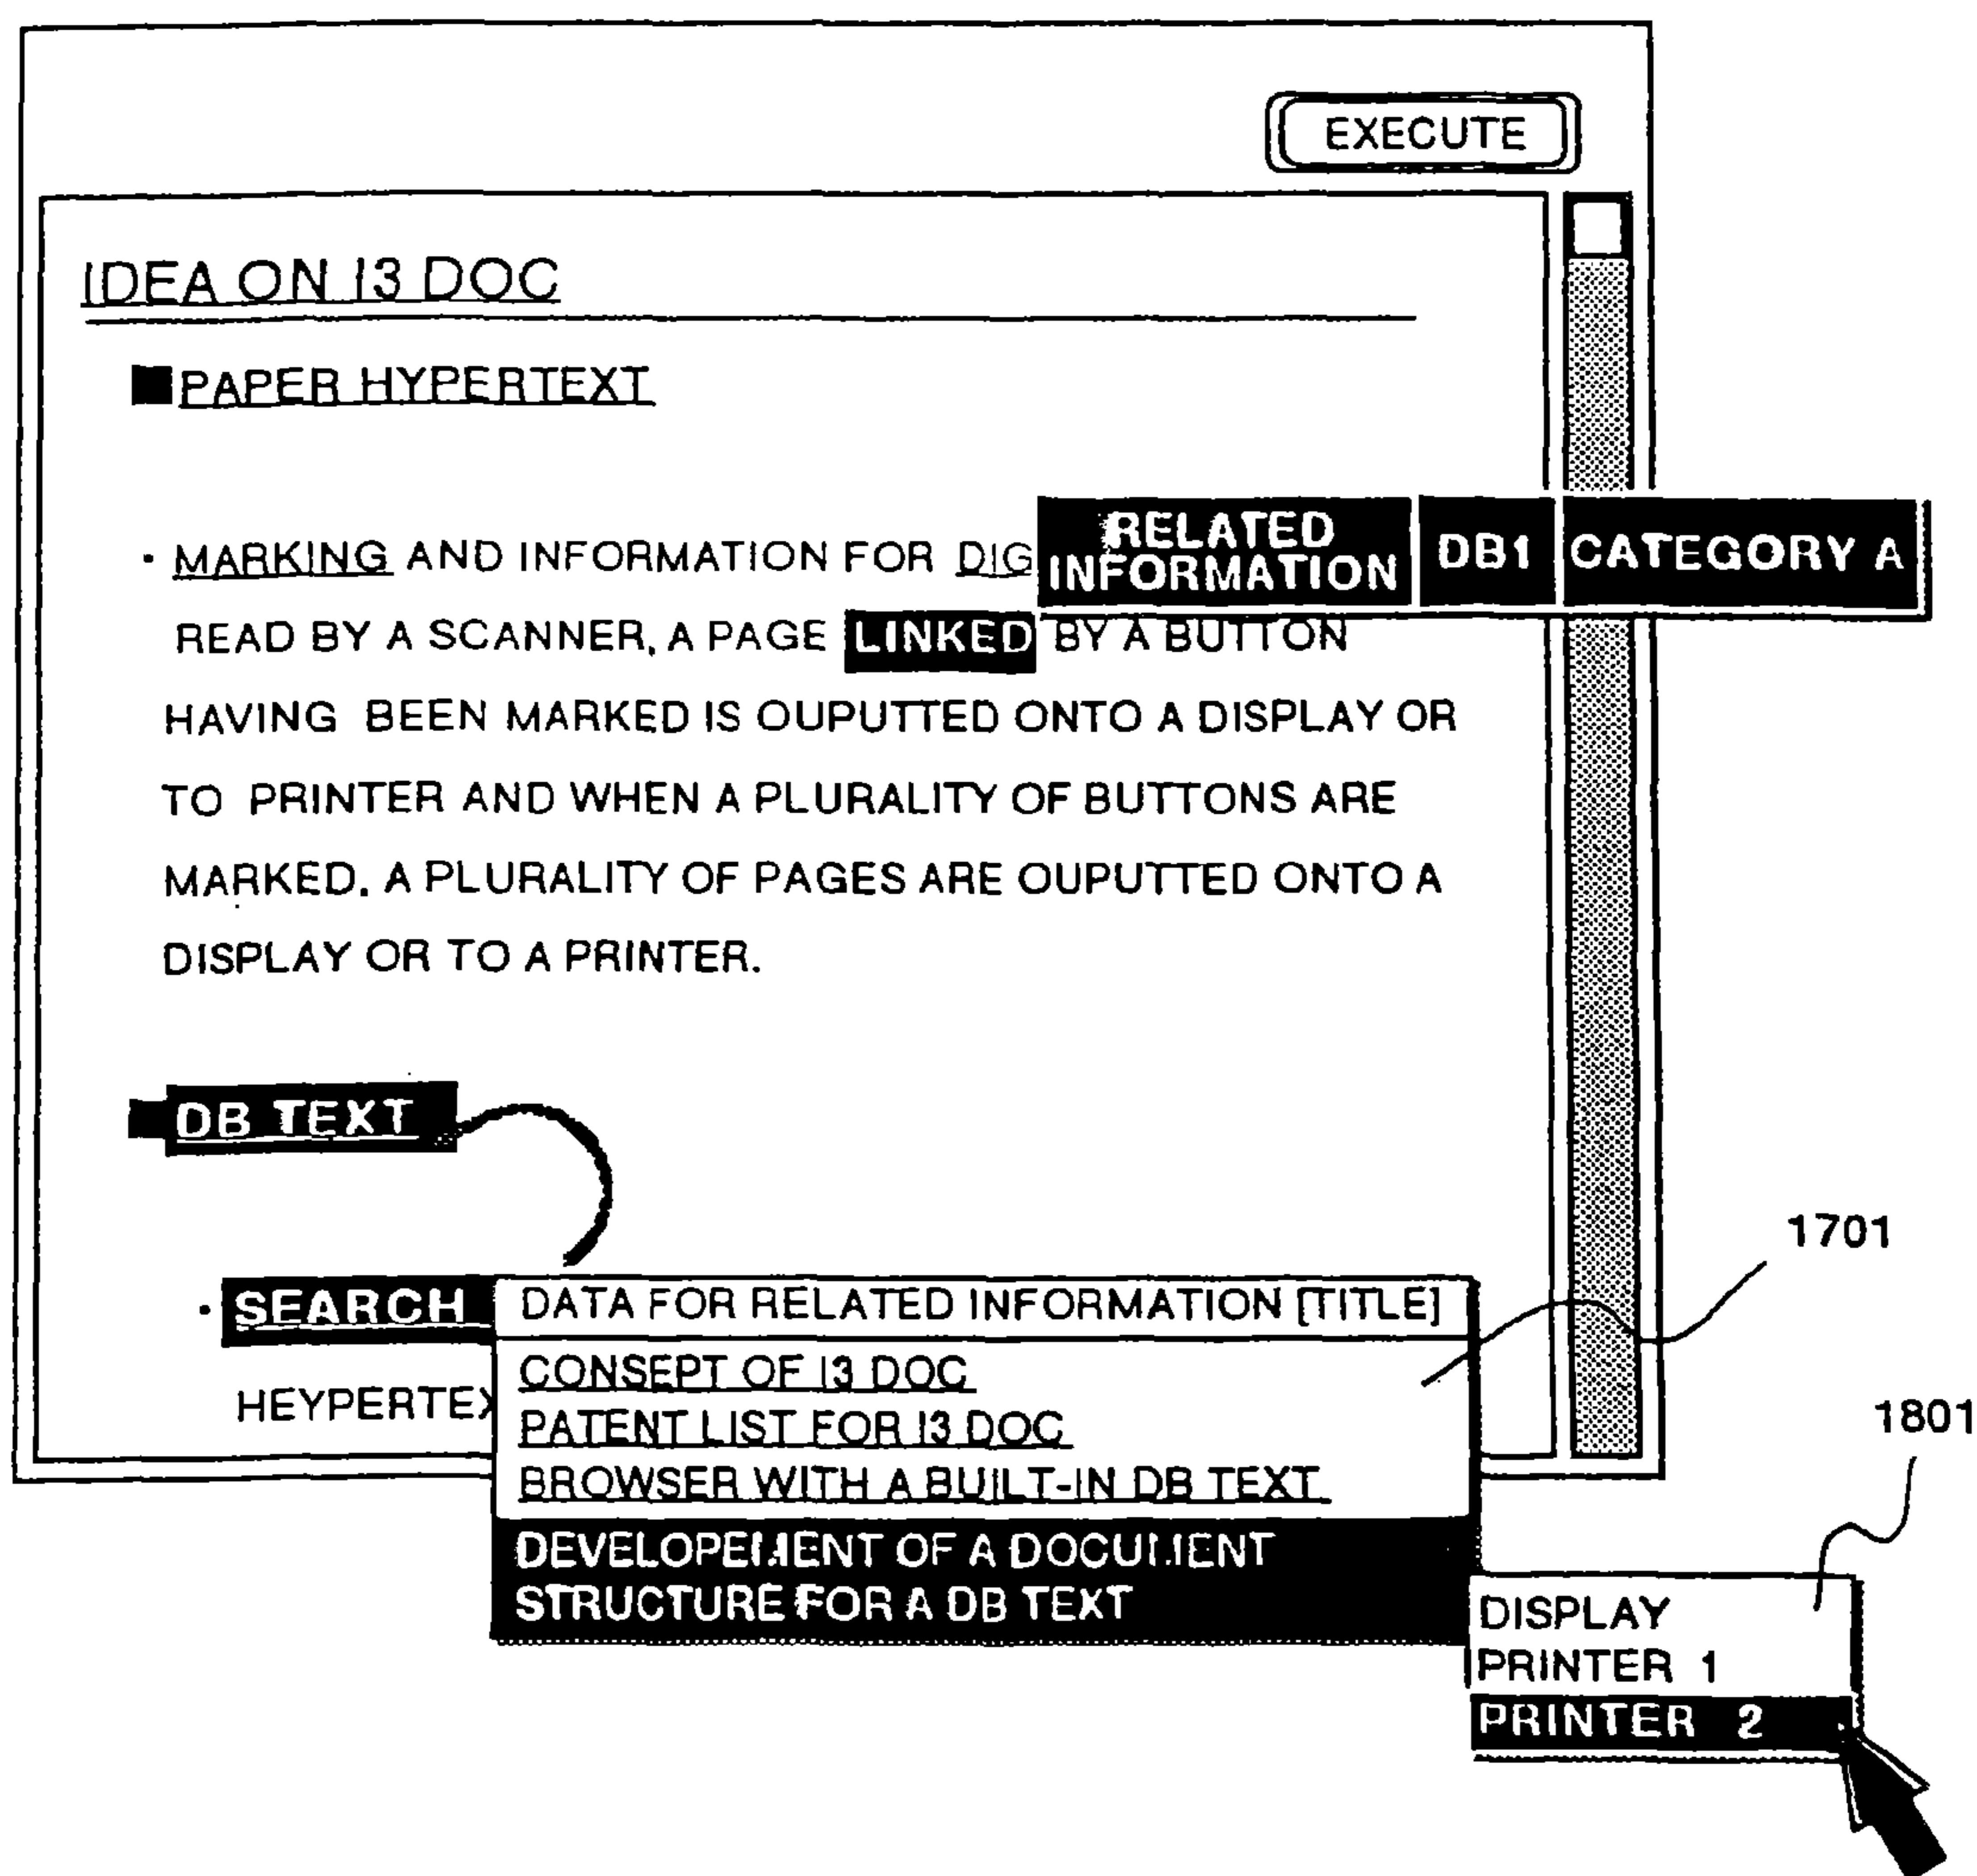 EXECUTE
IDEA ON I3 DOC
PAPER HYPERTEXT
· MARKING AND INFORMATION FOR DIG
RELATED
INFORMATION
DB1
CATEGORY A
READ BY A SCANNER, A PAGE LINKED BY A BUTTON
HAVING BEEN MARKED IS OUPUTTED ONTO A DISPLAY OR
TO PRINTER AND WHEN A PLURALITY OF BUTTONS ARE
MARKED. A PLURALITY OF PAGES ARE OUPUTTED ONTO A
DISPLAY OR TO A PRINTER.
DB TEXT
1701
· SEARCH
DATA FOR RELATED INFORMATION [TITLE]
CONSEPT OF I3 DOC
HEYPERTEX
PATENT LIST FOR I3 DOC
1801
BROWSER WITH A BUILT-IN DB TEXT
DEVELOPEMENT OF A DOCUMENT
STRUCTURE FOR A DB TEXT
DISPLAY
PRINTER 1
PRINTER 2